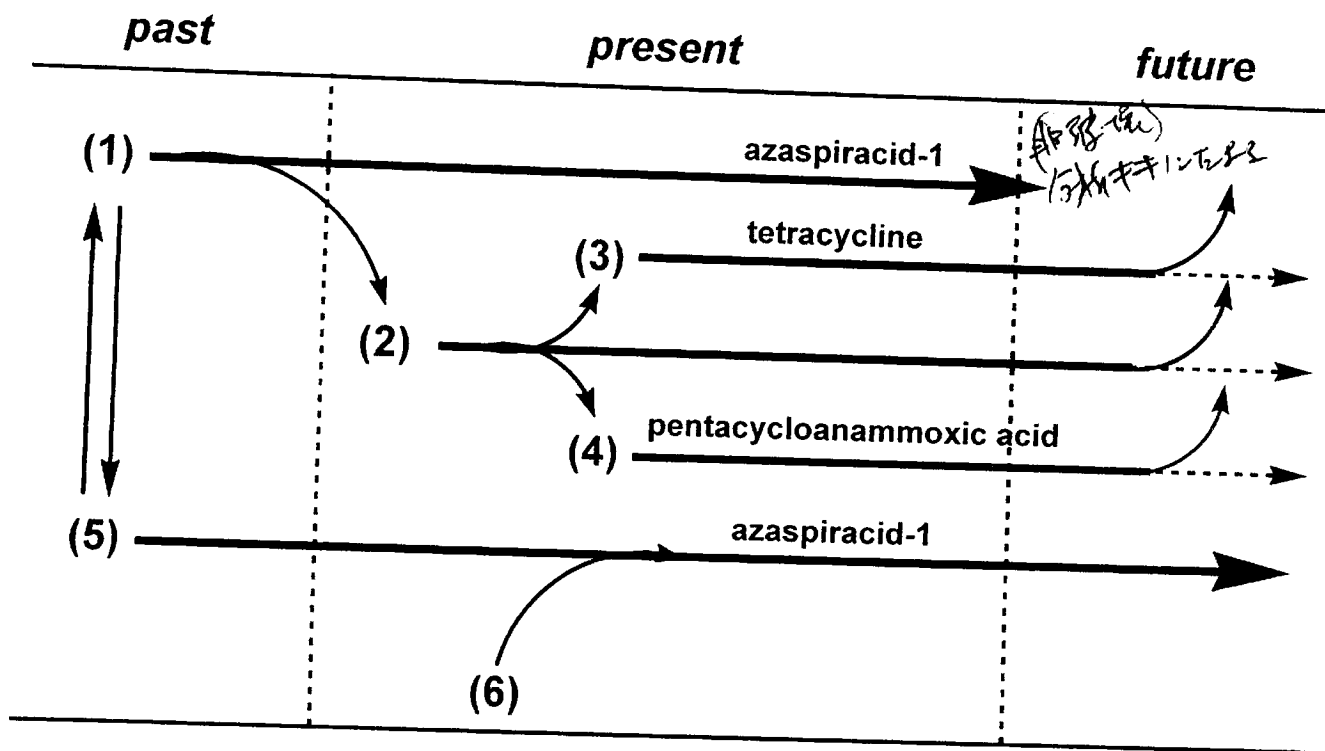 past present future
(1) azaspiracid-1
(3) tetracycline
(2)
(4) pentacycloanammoxic acid
(5) azaspiracid-1
(6)